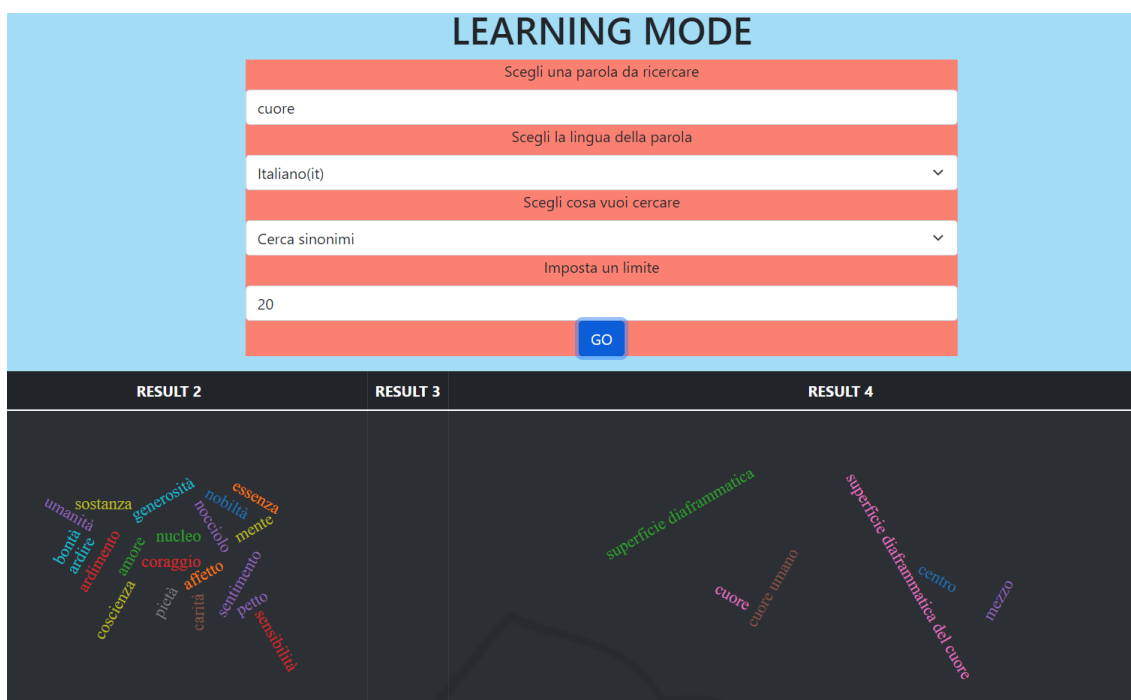 LEARNING MODE
Scegli una parola da ricercare
cuore
Scegli la lingua della parola
Italiano(it)
Scegli cosa vuoi cercare
Cerca sinonimi
Imposta un limite
20
GO
RESULT 2
RESULT 3
RESULT 4
umanità
sostanza
generosità
nobiltà
essenza
nocciolo
mente
bontà
ardire
ardimento
amore
nucleo
coraggio
affetto
coscienza
pietà
carità
sentimento
petto
sensibilità
superficie diaframmatica
cuore
cuore umano
superficie diaframmatica del cuore
centro
mezzo